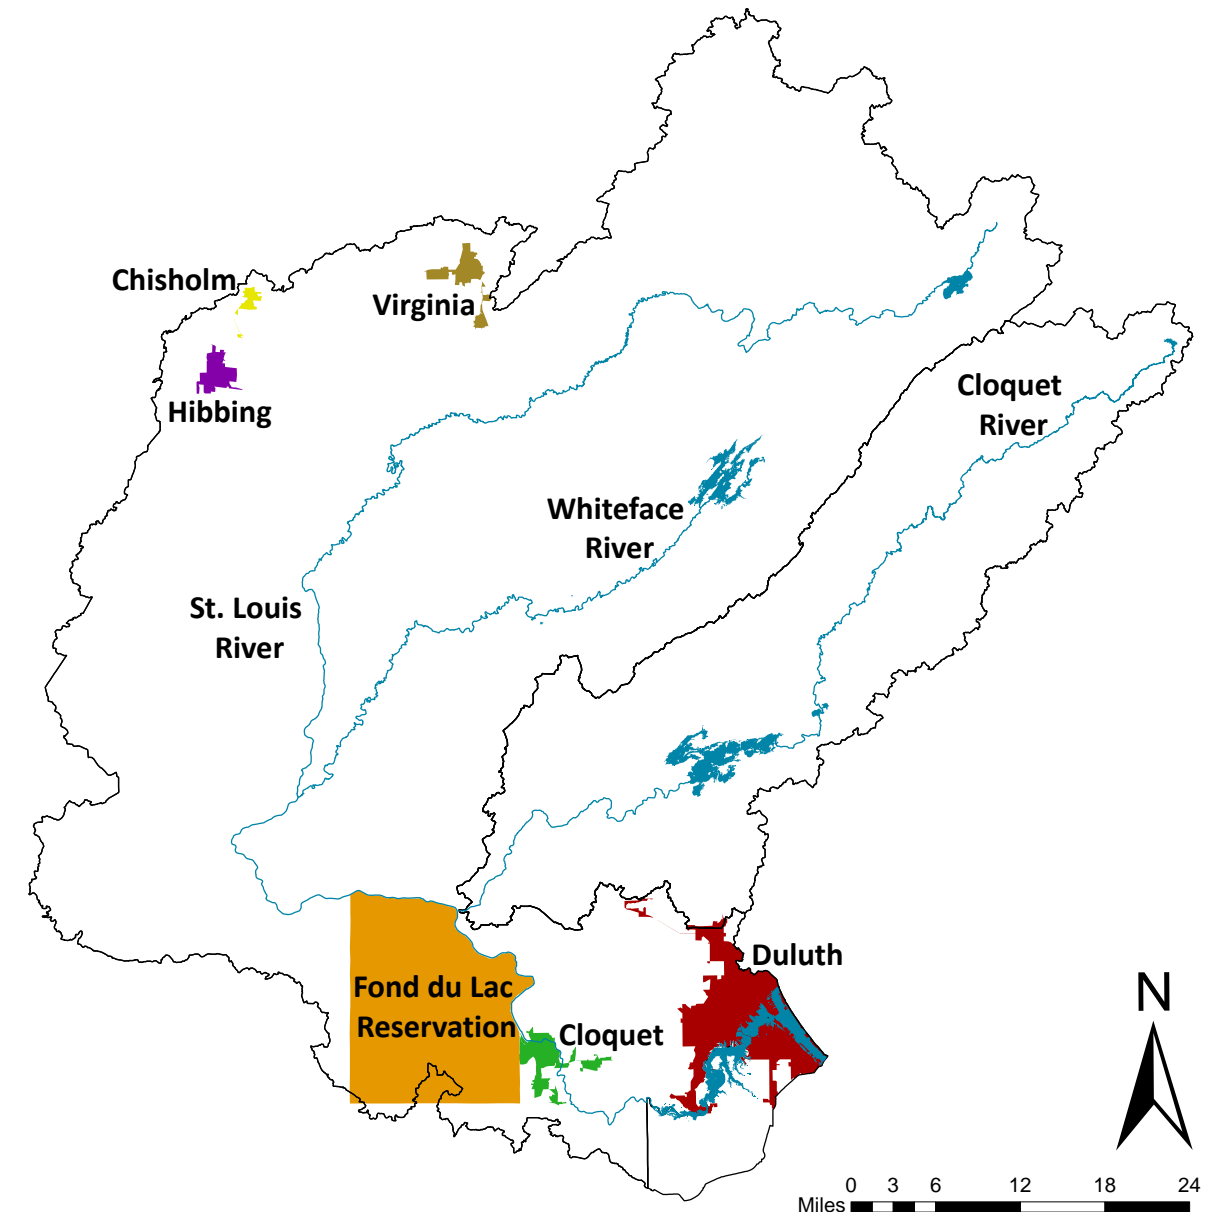 Chisholm
Virginia
Hibbing
Cloquet
River
Whiteface
River
St. Louis
River
Duluth
Fond du Lac
Reservation
Cloquet
N
0 3 6 12 18 24
Miles